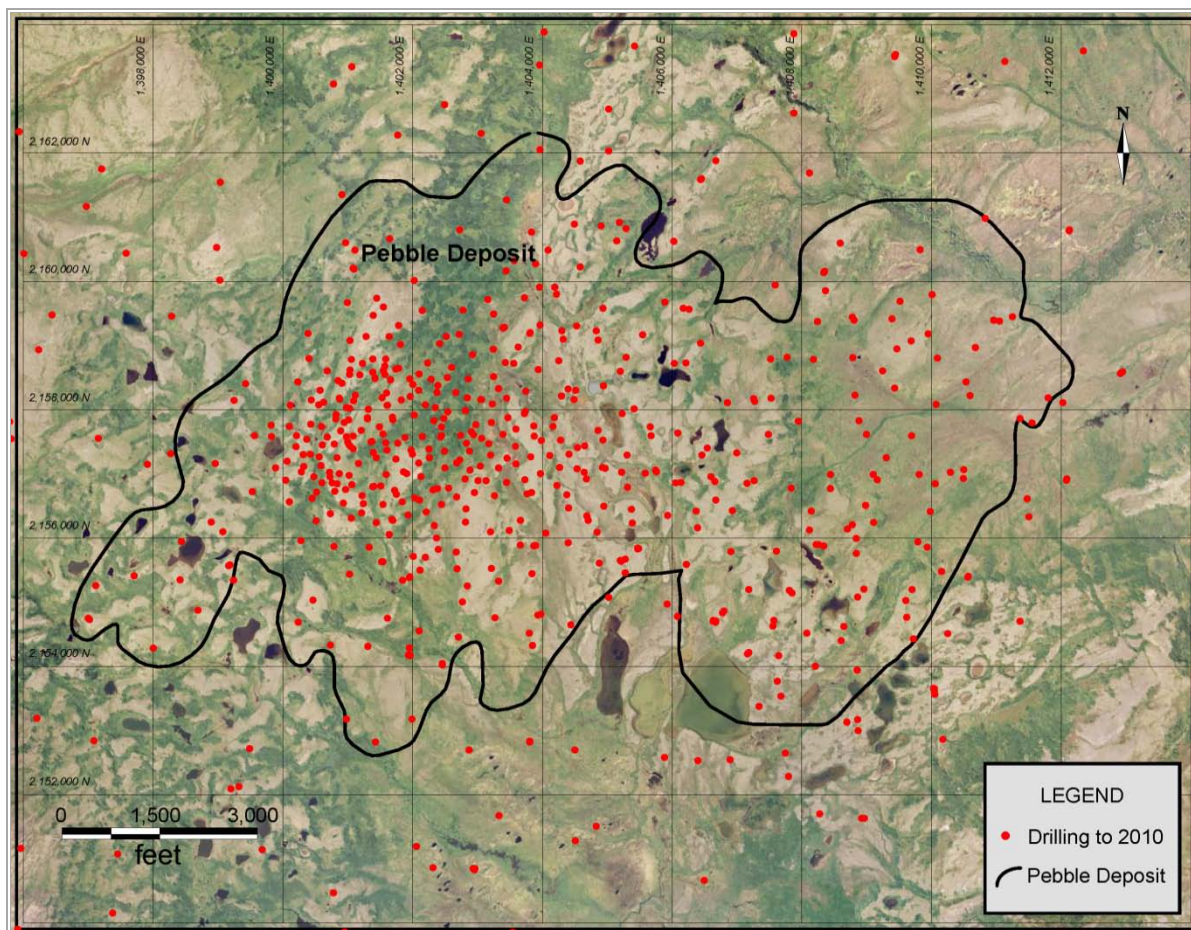 1,398,000 E
1,400,000 E
1,402,000 E
1,404,000 E
1,406,000 E
1,408,000 E
1,410,000 E
1,412,000 E
N
2,162,000 N
Pebble Deposit
2,160,000 N
2,158,000 N
2,156,000 N
2,154,000 N
2,152,000 N
0 1,500 3,000
feet
LEGEND
Drilling to 2010
Pebble Deposit